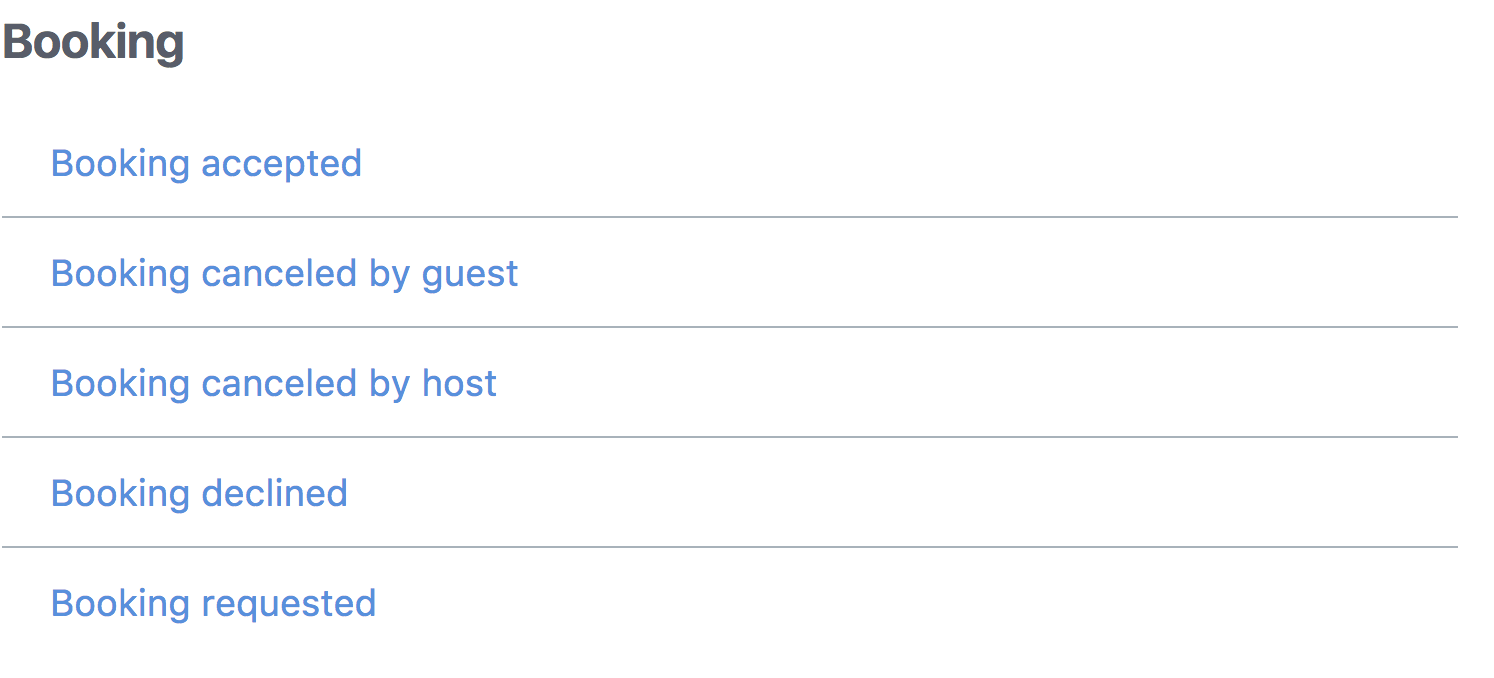 Booking
Booking accepted
Booking canceled by guest
Booking canceled by host
Booking declined
Booking requested